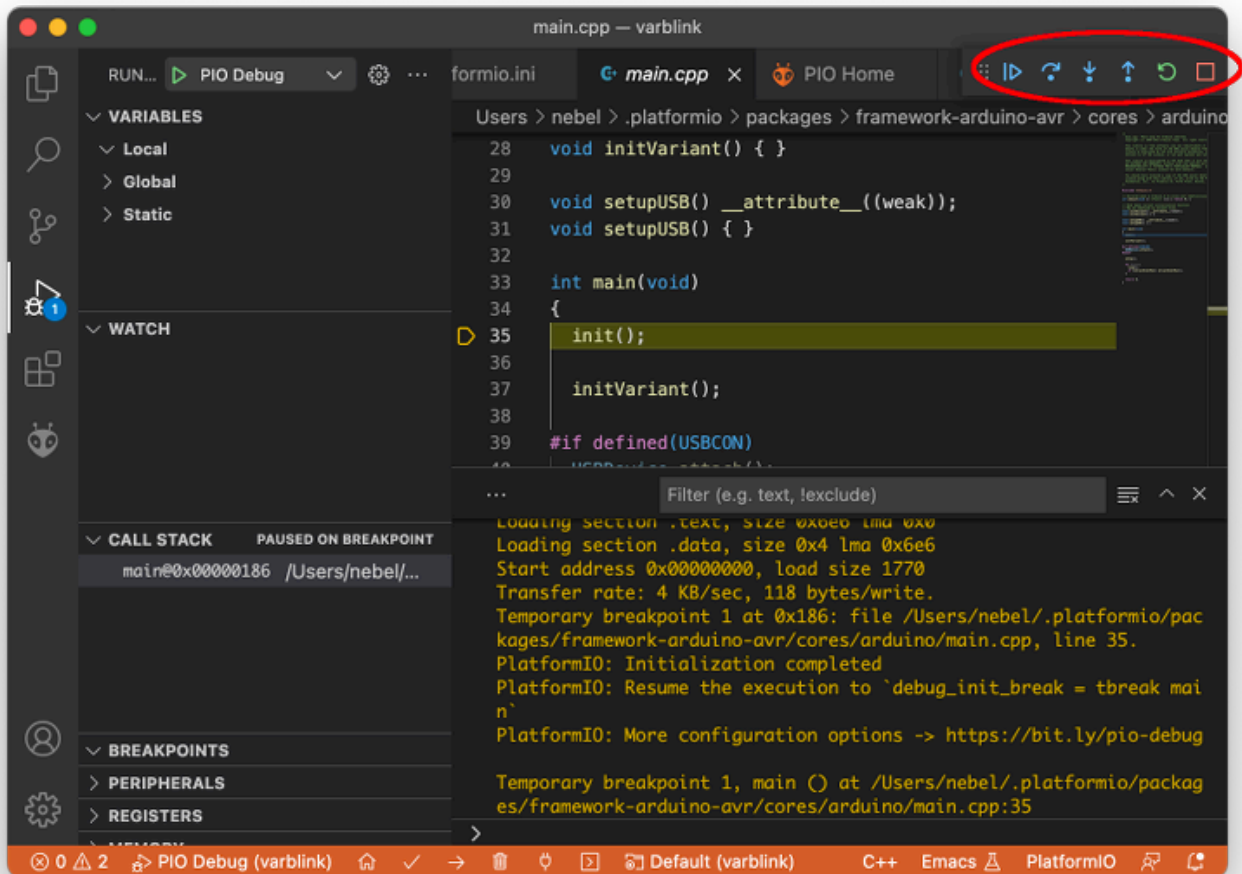 main.cpp — varblink
RUN... PIO Debug ...
formio.ini main.cpp PIO Home
VARIABLES
Local
Global
Static
WATCH
CALL STACK PAUSED ON BREAKPOINT
main@0x00000186 /Users/nebel/...
BREAKPOINTS
PERIPHERALS
REGISTERS
Users > nebel > .platformio > packages > framework-arduino-avr > cores > arduino
28 void initVariant() { }
29
30 void setupUSB() __attribute__((weak));
31 void setupUSB() { }
32
33 int main(void)
34 {
35 init();
36
37 initVariant();
38
39 #if defined(USBCON)
... Filter (e.g. text, !exclude)
Loading section .text, size 0x6e6 lma 0x0
Loading section .data, size 0x4 lma 0x6e6
Start address 0x00000000, load size 1770
Transfer rate: 4 KB/sec, 118 bytes/write.
Temporary breakpoint 1 at 0x186: file /Users/nebel/.platformio/pac
kages/framework-arduino-avr/cores/arduino/main.cpp, line 35.
PlatformIO: Initialization completed
PlatformIO: Resume the execution to `debug_init_break = tbreak mai
n`
PlatformIO: More configuration options -> https://bit.ly/pio-debug
Temporary breakpoint 1, main () at /Users/nebel/.platformio/packag
es/framework-arduino-avr/cores/arduino/main.cpp:35
>
1
0 2 PIO Debug (varblink) Default (varblink) C++ Emacs PlatformIO